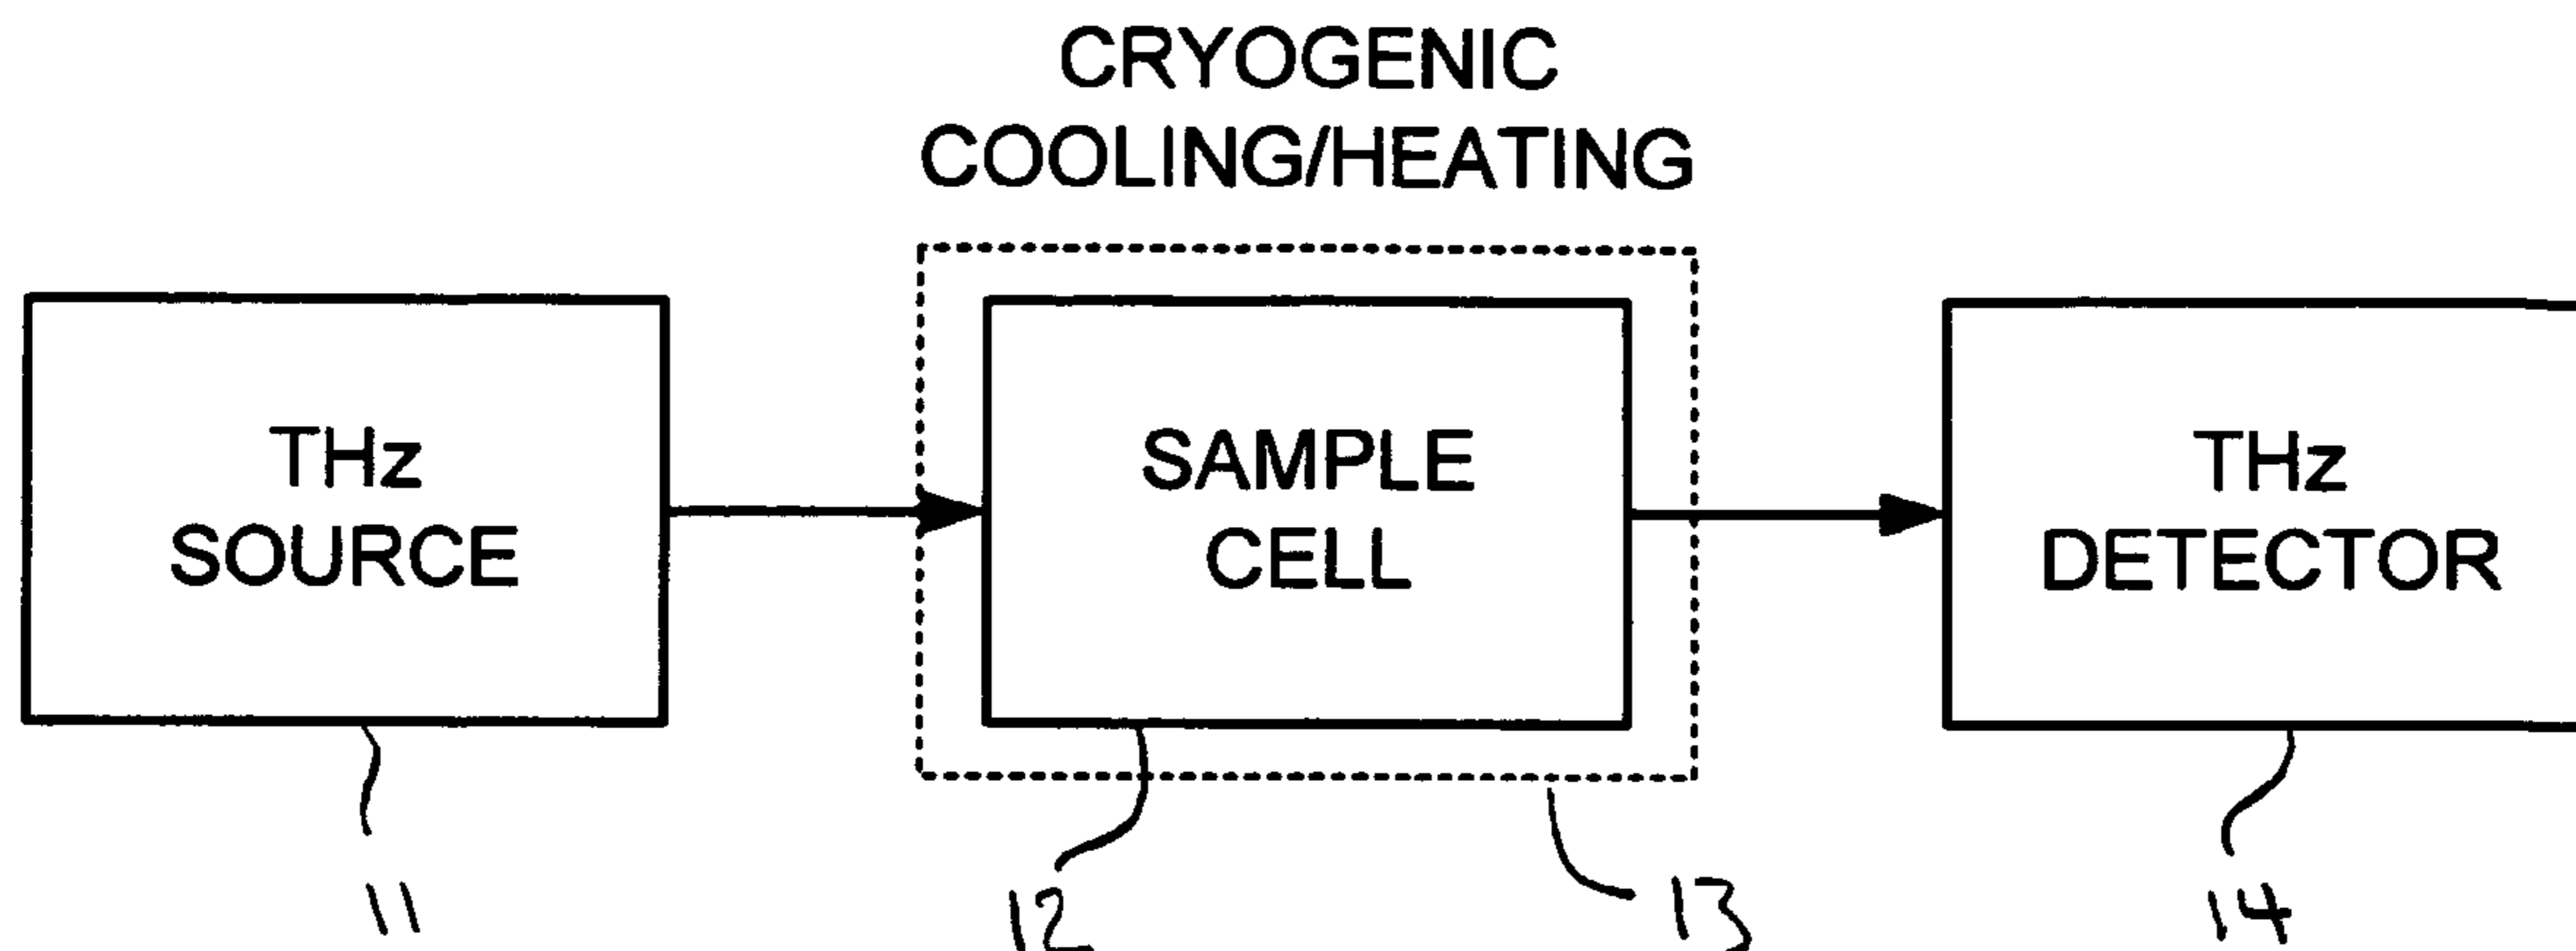 CRYOGENIC
COOLING/HEATING
THz
SOURCE
SAMPLE
CELL
THz
DETECTOR
11
12
13
14